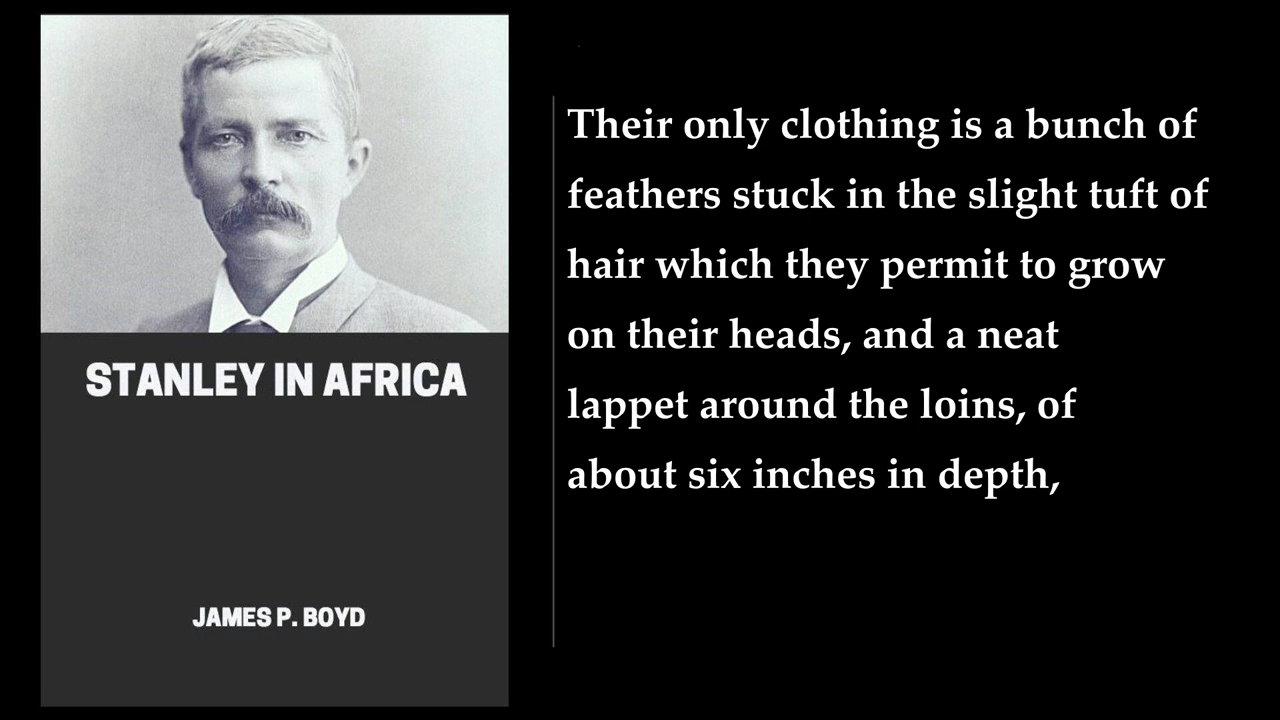 STANLEY IN AFRICA
JAMES P. BOYD
Their only clothing is a bunch of
feathers stuck in the slight tuft of
hair which they permit to grow
on their heads, and a neat
lappet around the loins, of
about six inches in depth,